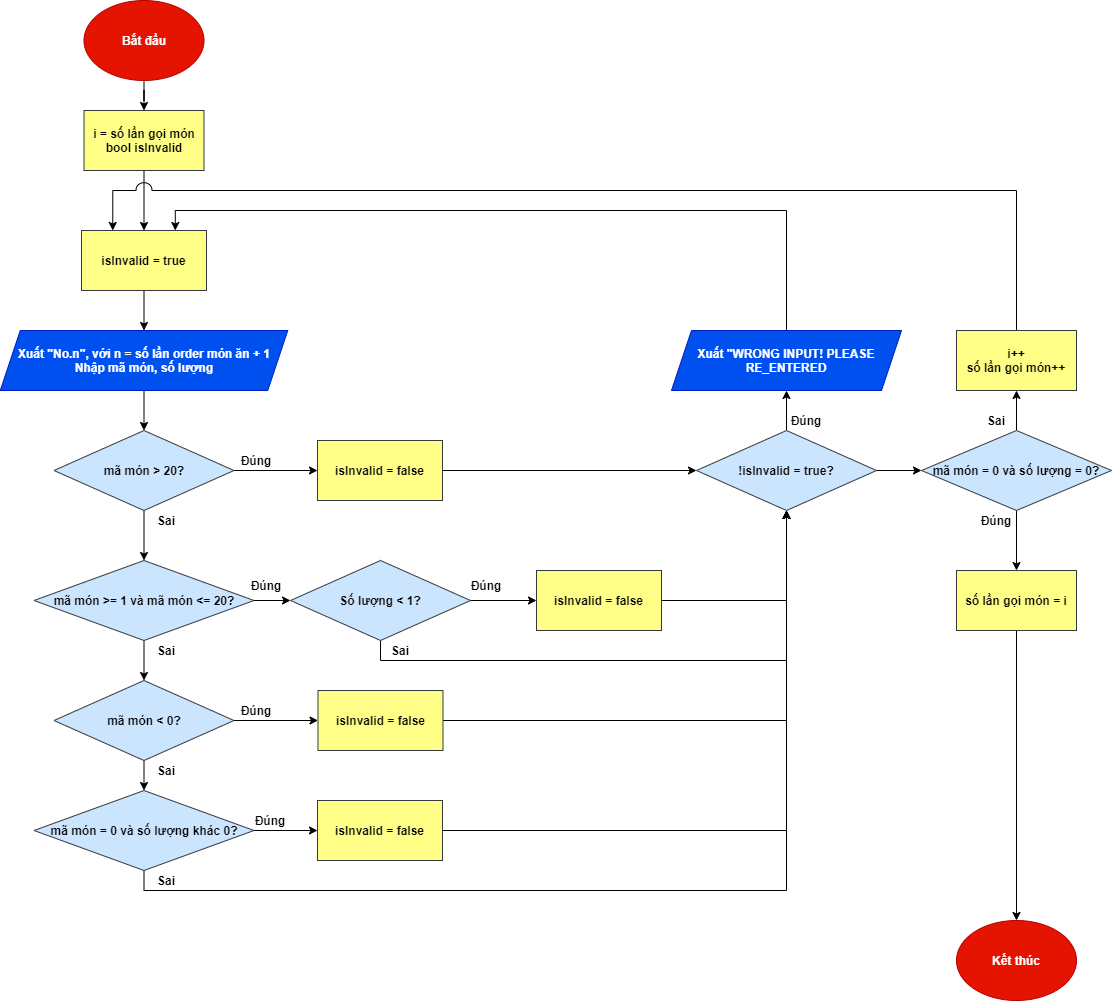 Bắt đầu
i = số lần gọi món
bool isInvalid
isInvalid = true
Xuất "No.n", với n = số lần order món ăn + 1
Nhập mã món, số lượng
Xuất "WRONG INPUT! PLEASE
RE_ENTERED
i++
số lần gọi món++
Đúng
Sai
mã món > 20?
Đúng
isInvalid = false
!isInvalid = true?
mã món = 0 và số lượng = 0?
Sai
Đúng
mã món >= 1 và mã món <= 20?
Đúng
Số lượng < 1?
Đúng
isInvalid = false
số lần gọi món = i
Sai
Sai
mã món < 0?
Đúng
isInvalid = false
Sai
mã món = 0 và số lượng khác 0?
Đúng
isInvalid = false
Sai
Kết thúc